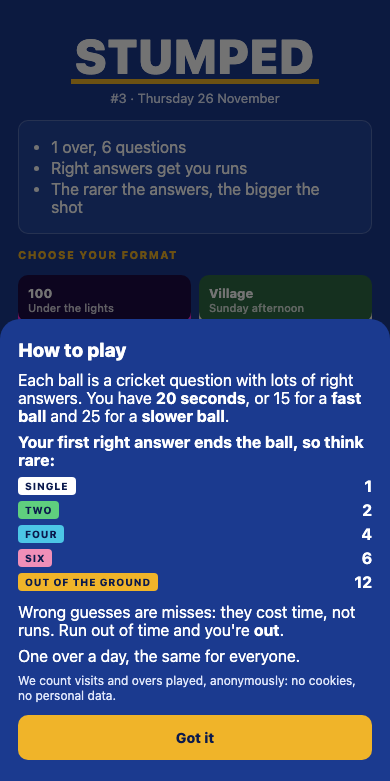 STUMPED
#3 · Thursday 26 November
• 1 over, 6 questions
• Right answers get you runs
• The rarer the answers, the bigger the
shot
CHOOSE YOUR FORMAT
100
Under the lights
Village
Sunday afternoon
How to play
Each ball is a cricket question with lots of right
answers. You have 20 seconds, or 15 for a fast
ball and 25 for a slower ball.
Your first right answer ends the ball, so think
rare:
SINGLE 1
TWO 2
FOUR 4
SIX 6
OUT OF THE GROUND 12
Wrong guesses are misses: they cost time, not
runs. Run out of time and you're out.
One over a day, the same for everyone.
We count visits and overs played, anonymously: no cookies,
no personal data.
Got it